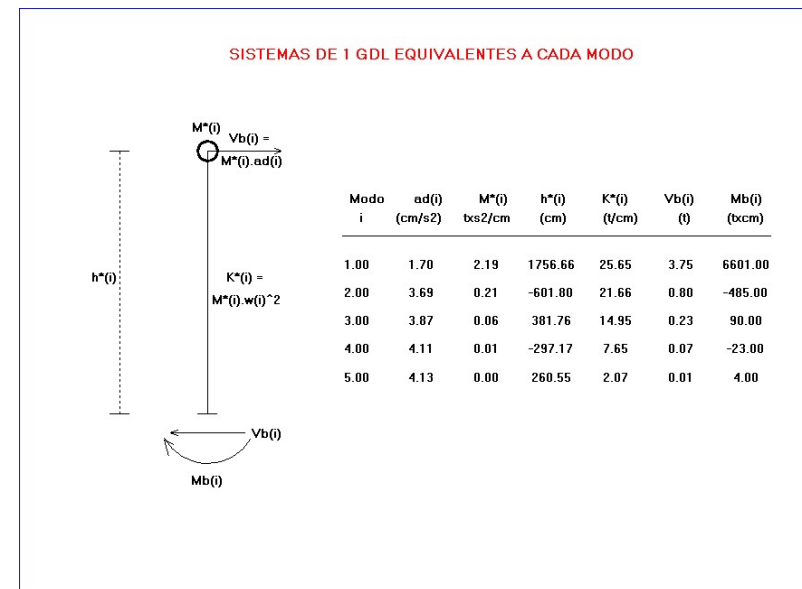 SISTEMAS DE 1 GDL EQUIVALENTES A CADA MODO
M*(i)
Vb(i) =
M*(i).ad(i)
h*(i)
K*(i) =
M*(i).w(i)^2
Vb(i)
Mb(i)
Modo ad(i) M*(i) h*(i) K*(i) Vb(i) Mb(i)
i (cm/s2) txs2/cm (cm) (t/cm) (t) (txcm)
1.00 1.70 2.19 1756.66 25.65 3.75 6601.00
2.00 3.69 0.21 -601.80 21.66 0.80 -485.00
3.00 3.87 0.06 381.76 14.95 0.23 90.00
4.00 4.11 0.01 -297.17 7.65 0.07 -23.00
5.00 4.13 0.00 260.55 2.07 0.01 4.00